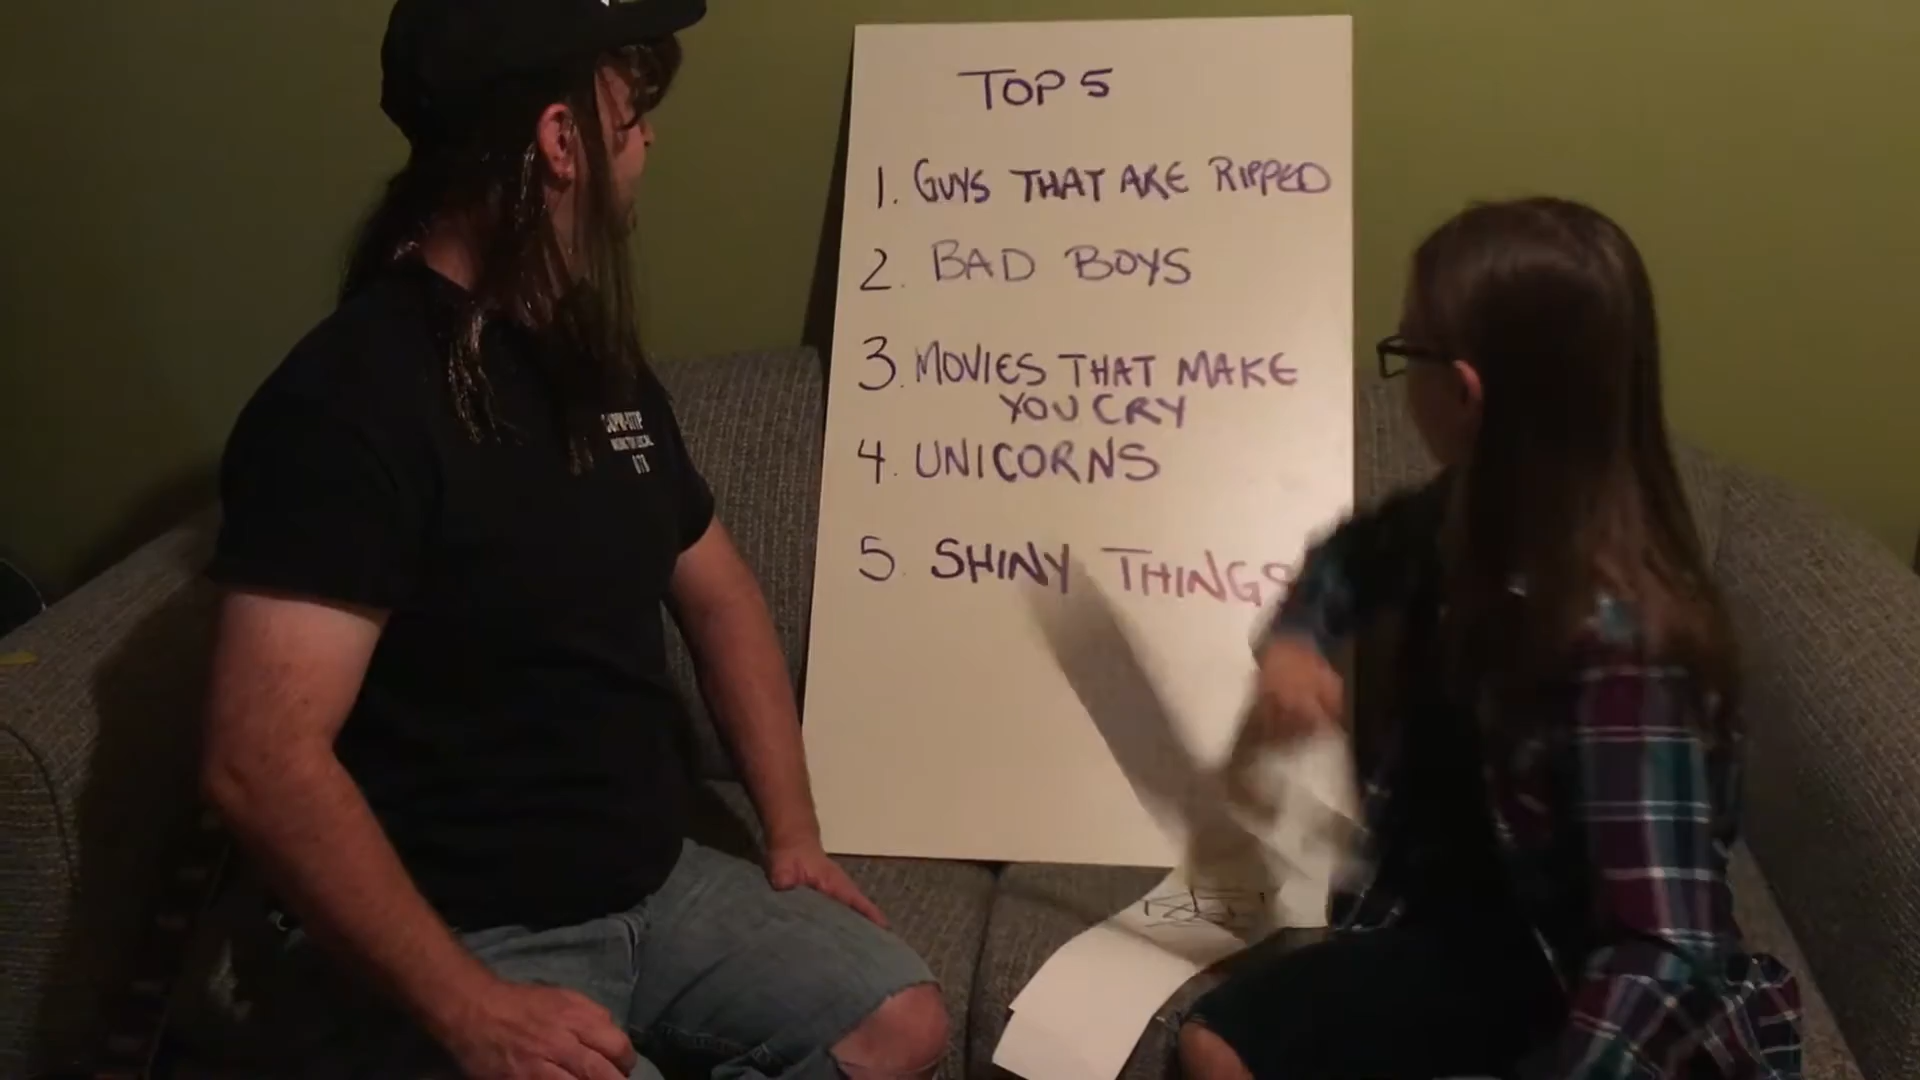 TOP 5
1. GUYS THAT ARE RIPPED
2. BAD BOYS
3. MOVIES THAT MAKE
YOU CRY
4. UNICORNS
5. SHINY THINGS